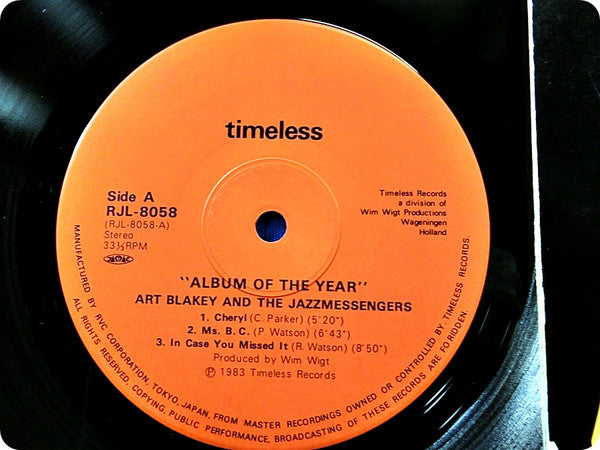 timeless
Side A
RJL-8058
(RJL-8058-A)
Stereo
33⅓RPM
Timeless Records
a division of
Wim Wigt Productions
Wageningen
Holland
"ALBUM OF THE YEAR"
ART BLAKEY AND THE JAZZMESSENGERS
1. Cheryl (C. Parker) (5'20")
2. Ms. B.C. (P. Watson) (6'43")
3. In Case You Missed It (R. Watson) (8'50")
Produced by Wim Wigt
Ⓟ 1983 Timeless Records
MANUFACTURED BY RVC CORPORATION, TOKYO, JAPAN, FROM MASTER RECORDINGS OWNED OR CONTROLLED BY TIMELESS RECORDS.
ALL RIGHTS RESERVED, COPYING, PUBLIC PERFORMANCE, BROADCASTING OF THESE RECORDS ARE FORBIDDEN.